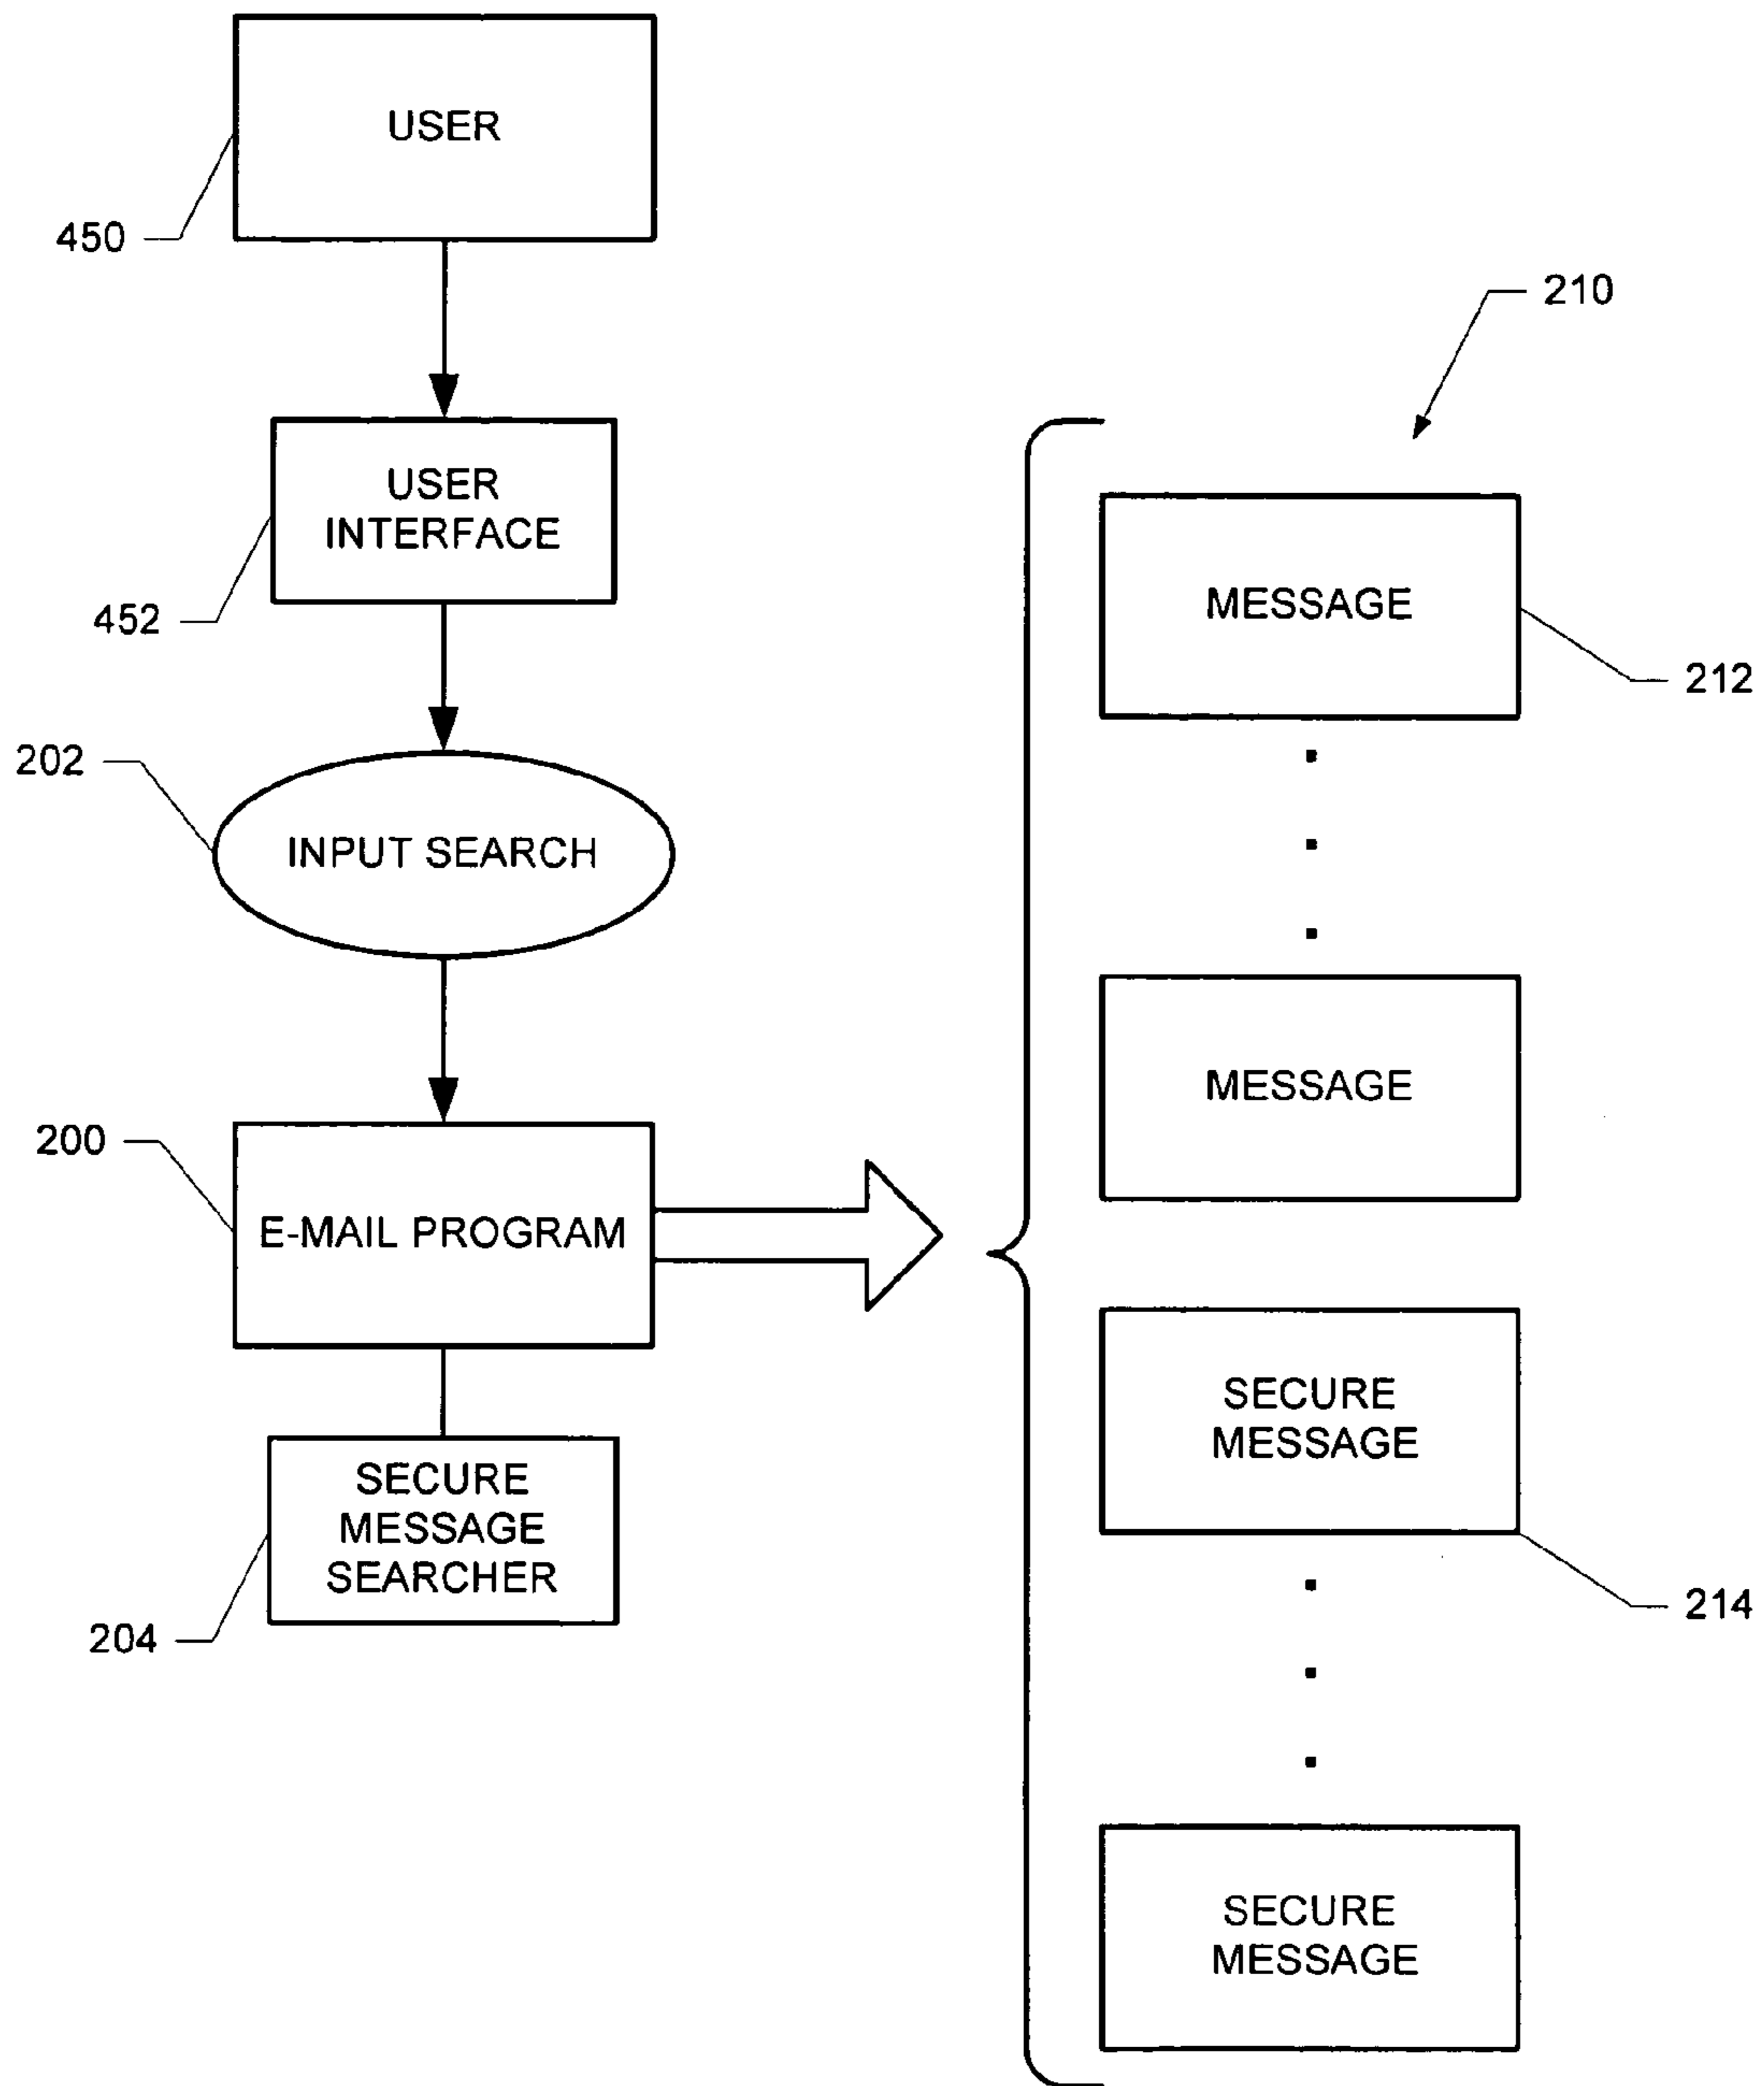 USER
450
210
USER
INTERFACE
452
MESSAGE
212
202
INPUT SEARCH
MESSAGE
200
E-MAIL PROGRAM
SECURE
MESSAGE
214
SECURE
MESSAGE
SEARCHER
204
SECURE
MESSAGE